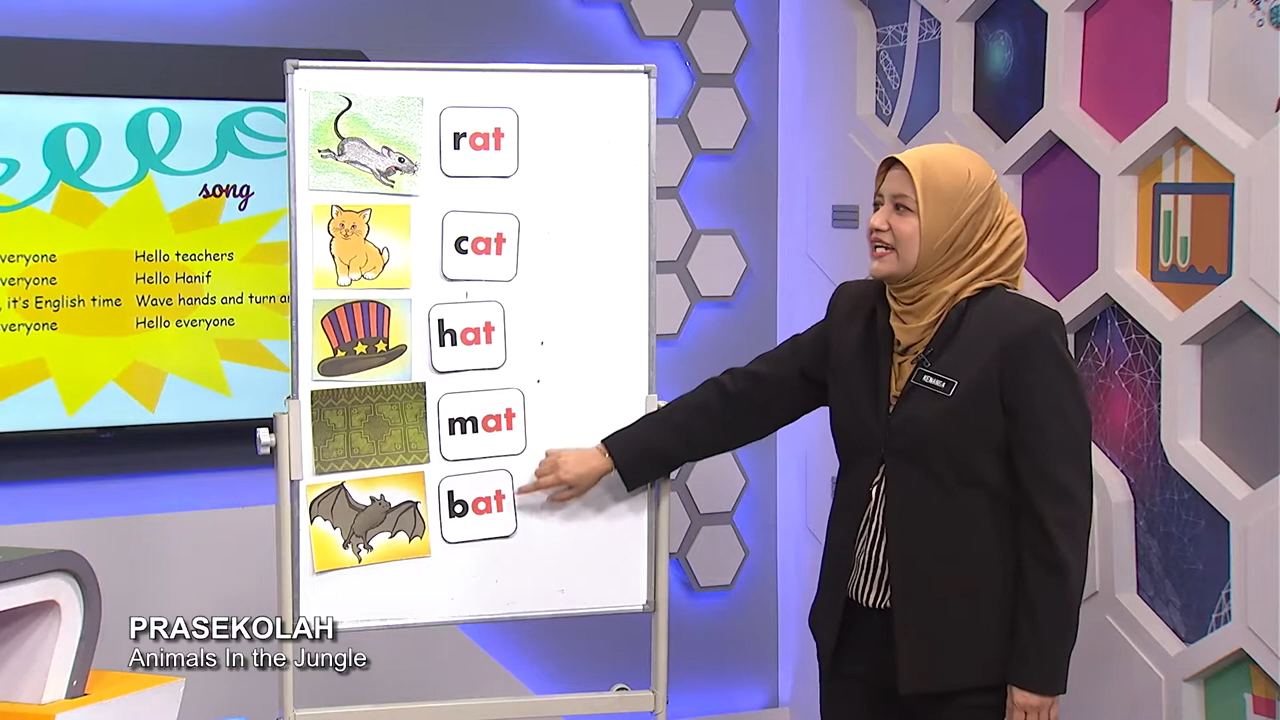 ello
song
veryone Hello teachers
veryone Hello Hanif
, it's English time Wave hands and turn ar
veryone Hello everyone
rat
cat
hat
mat
bat
PRASEKOLAH
Animals In the Jungle